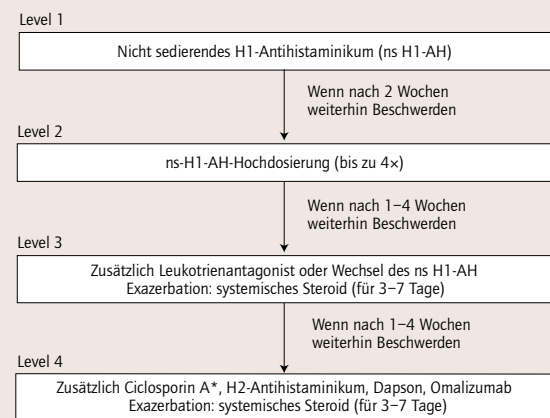 Level 1
Nicht sedierendes H1-Antihistaminikum (ns H1-AH)
Wenn nach 2 Wochen
weiterhin Beschwerden
Level 2
ns-H1-AH-Hochdosierung (bis zu 4×)
Wenn nach 1–4 Wochen
weiterhin Beschwerden
Level 3
Zusätzlich Leukotrienantagonist oder Wechsel des ns H1-AH
Exazerbation: systemisches Steroid (für 3–7 Tage)
Wenn nach 1–4 Wochen
weiterhin Beschwerden
Level 4
Zusätzlich Ciclosporin A*, H2-Antihistaminikum, Dapson, Omalizumab
Exazerbation: systemisches Steroid (für 3–7 Tage)